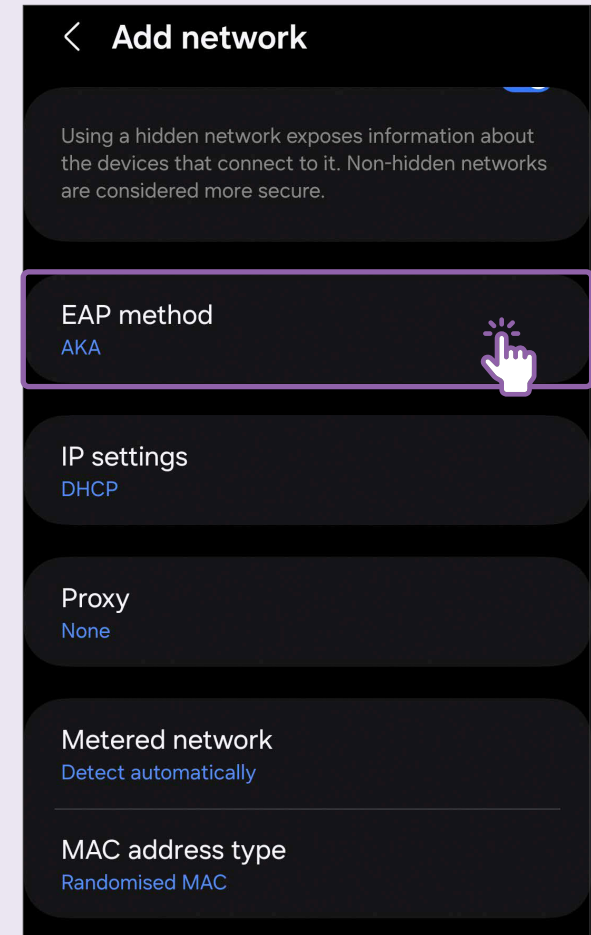 Add network
Using a hidden network exposes information about
the devices that connect to it. Non-hidden networks
are considered more secure.
EAP method
AKA
IP settings
DHCP
Proxy
None
Metered network
Detect automatically
MAC address type
Randomised MAC